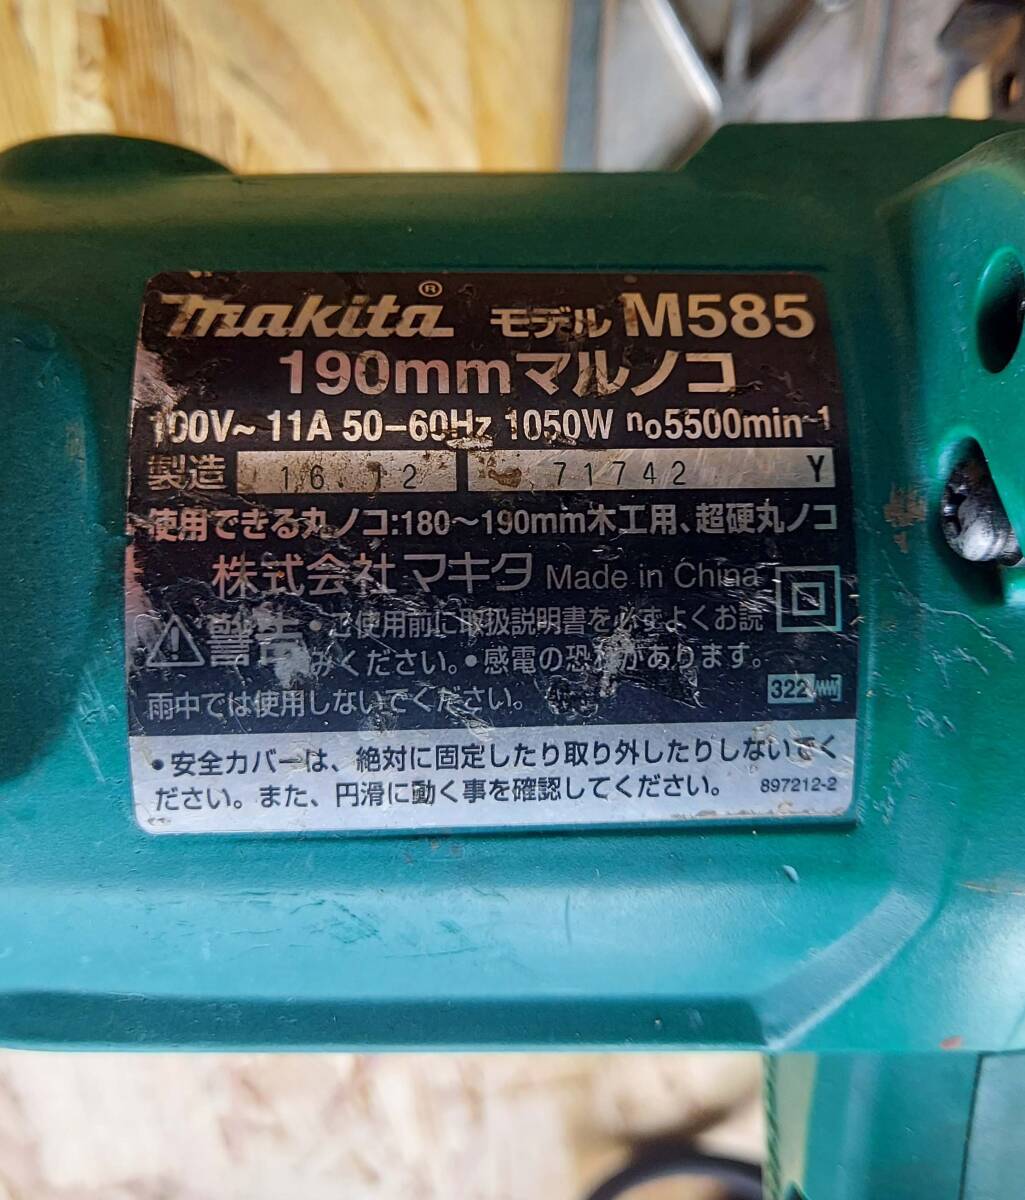 makita® モデル M585
190mmマルノコ
100V~ 11A 50-60Hz 1050W no5500min-1
製造 16 12 71742 Y
使用できる丸ノコ:180~190mm木工用、超硬丸ノコ
株式会社 マキタ Made in China
警告 •ご使用前に取扱説明書を必ずよくお読
みください。•感電の恐れがあります。
雨中では使用しないでください。
322
•安全カバーは、絶対に固定したり取り外したりしないでく
ださい。また、円滑に動く事を確認してください。 897212-2